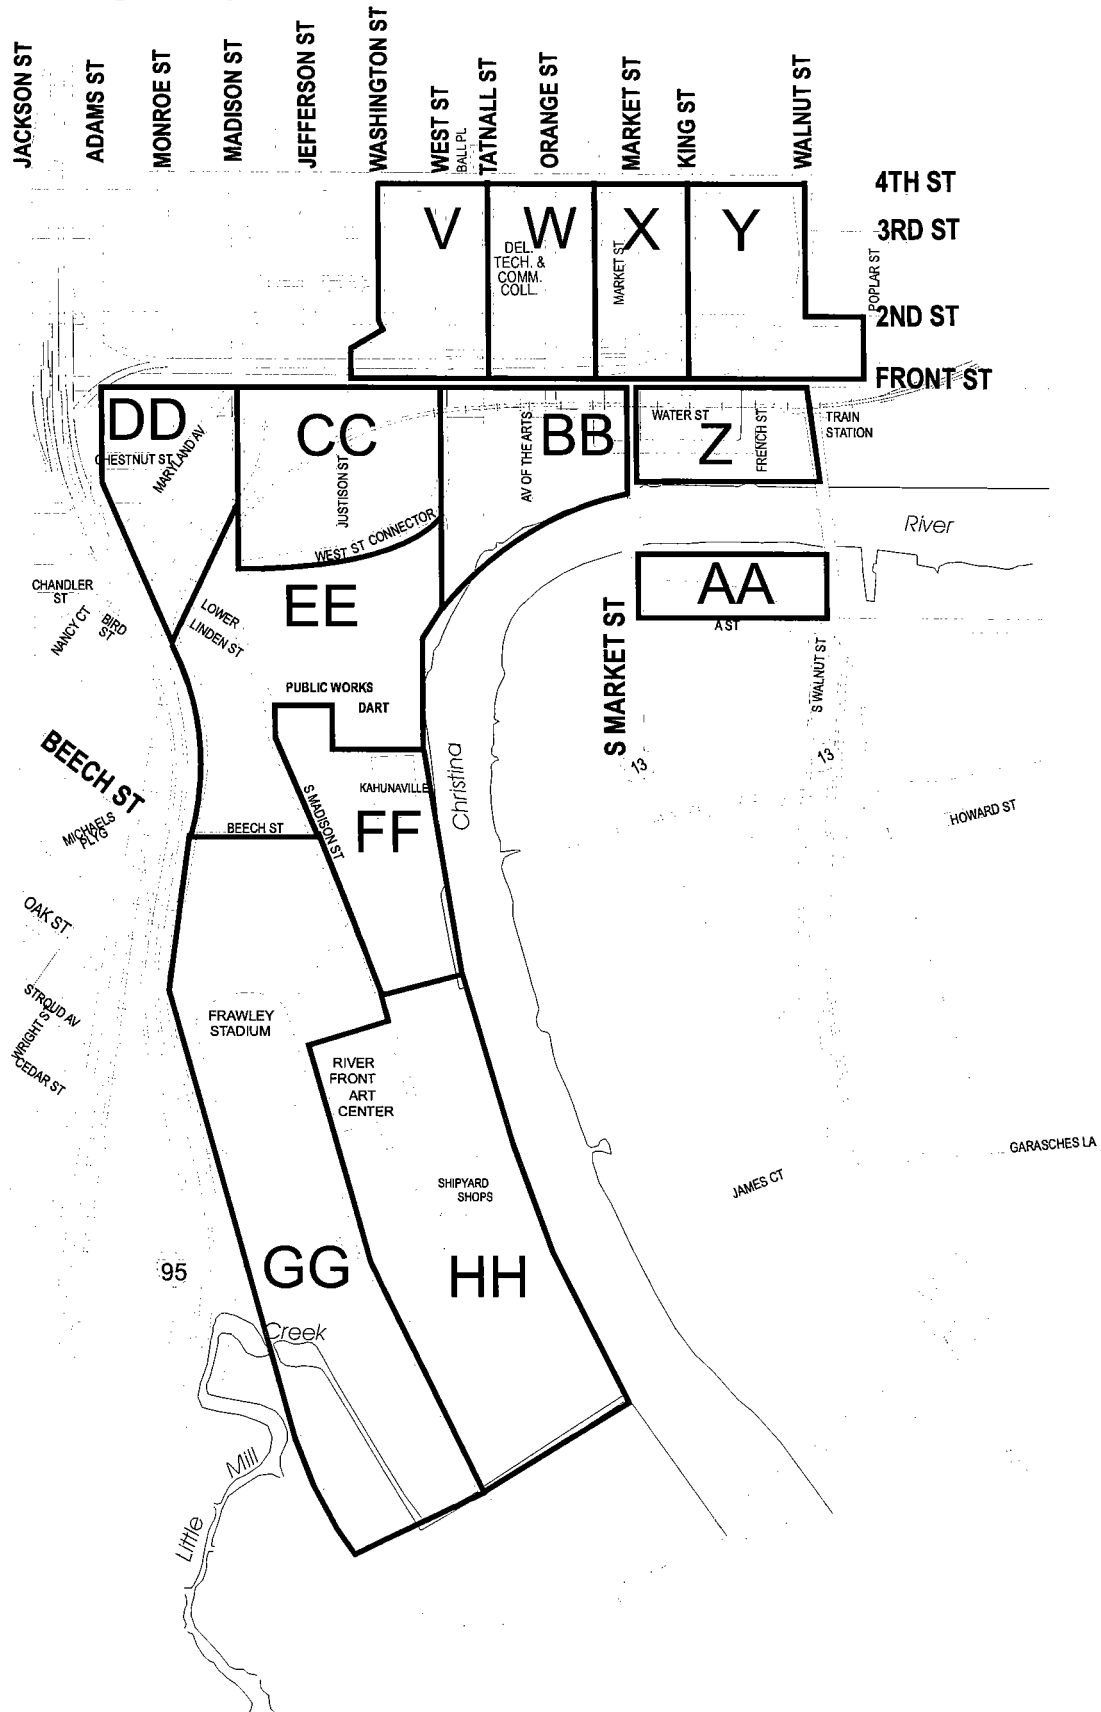 JACKSON ST
ADAMS ST
MONROE ST
MADISON ST
JEFFERSON ST
WASHINGTON ST
WEST ST
BALL PL
TATNALL ST
ORANGE ST
MARKET ST
KING ST
WALNUT ST
4TH ST
3RD ST
POPLAR ST
2ND ST
FRONT ST
V
W
X
Y
DEL.
TECH. &
COMM.
COLL.
MARKET ST
DD
CC
BB
Z
CHESTNUT ST
MARYLAND AV
JUSTISON ST
AV OF THE ARTS
WATER ST
FRENCH ST
TRAIN
STATION
WEST ST CONNECTOR
River
CHANDLER
ST
NANCY CT
BIRD
ST
LOWER
LINDEN ST
EE
AA
A ST
S MARKET ST
S WALNUT ST
PUBLIC WORKS
DART
13
13
BEECH ST
MICHAELS
PLYG
BEECH ST
S MADISON ST
KAHUNAVILLE
FF
Christina
HOWARD ST
OAK ST
STROUD AV
WRIGHT ST
CEDAR ST
FRAWLEY
STADIUM
RIVER
FRONT
ART
CENTER
SHIPYARD
SHOPS
JAMES CT
GARASCHES LA
95
GG
HH
Creek
Mill
Little